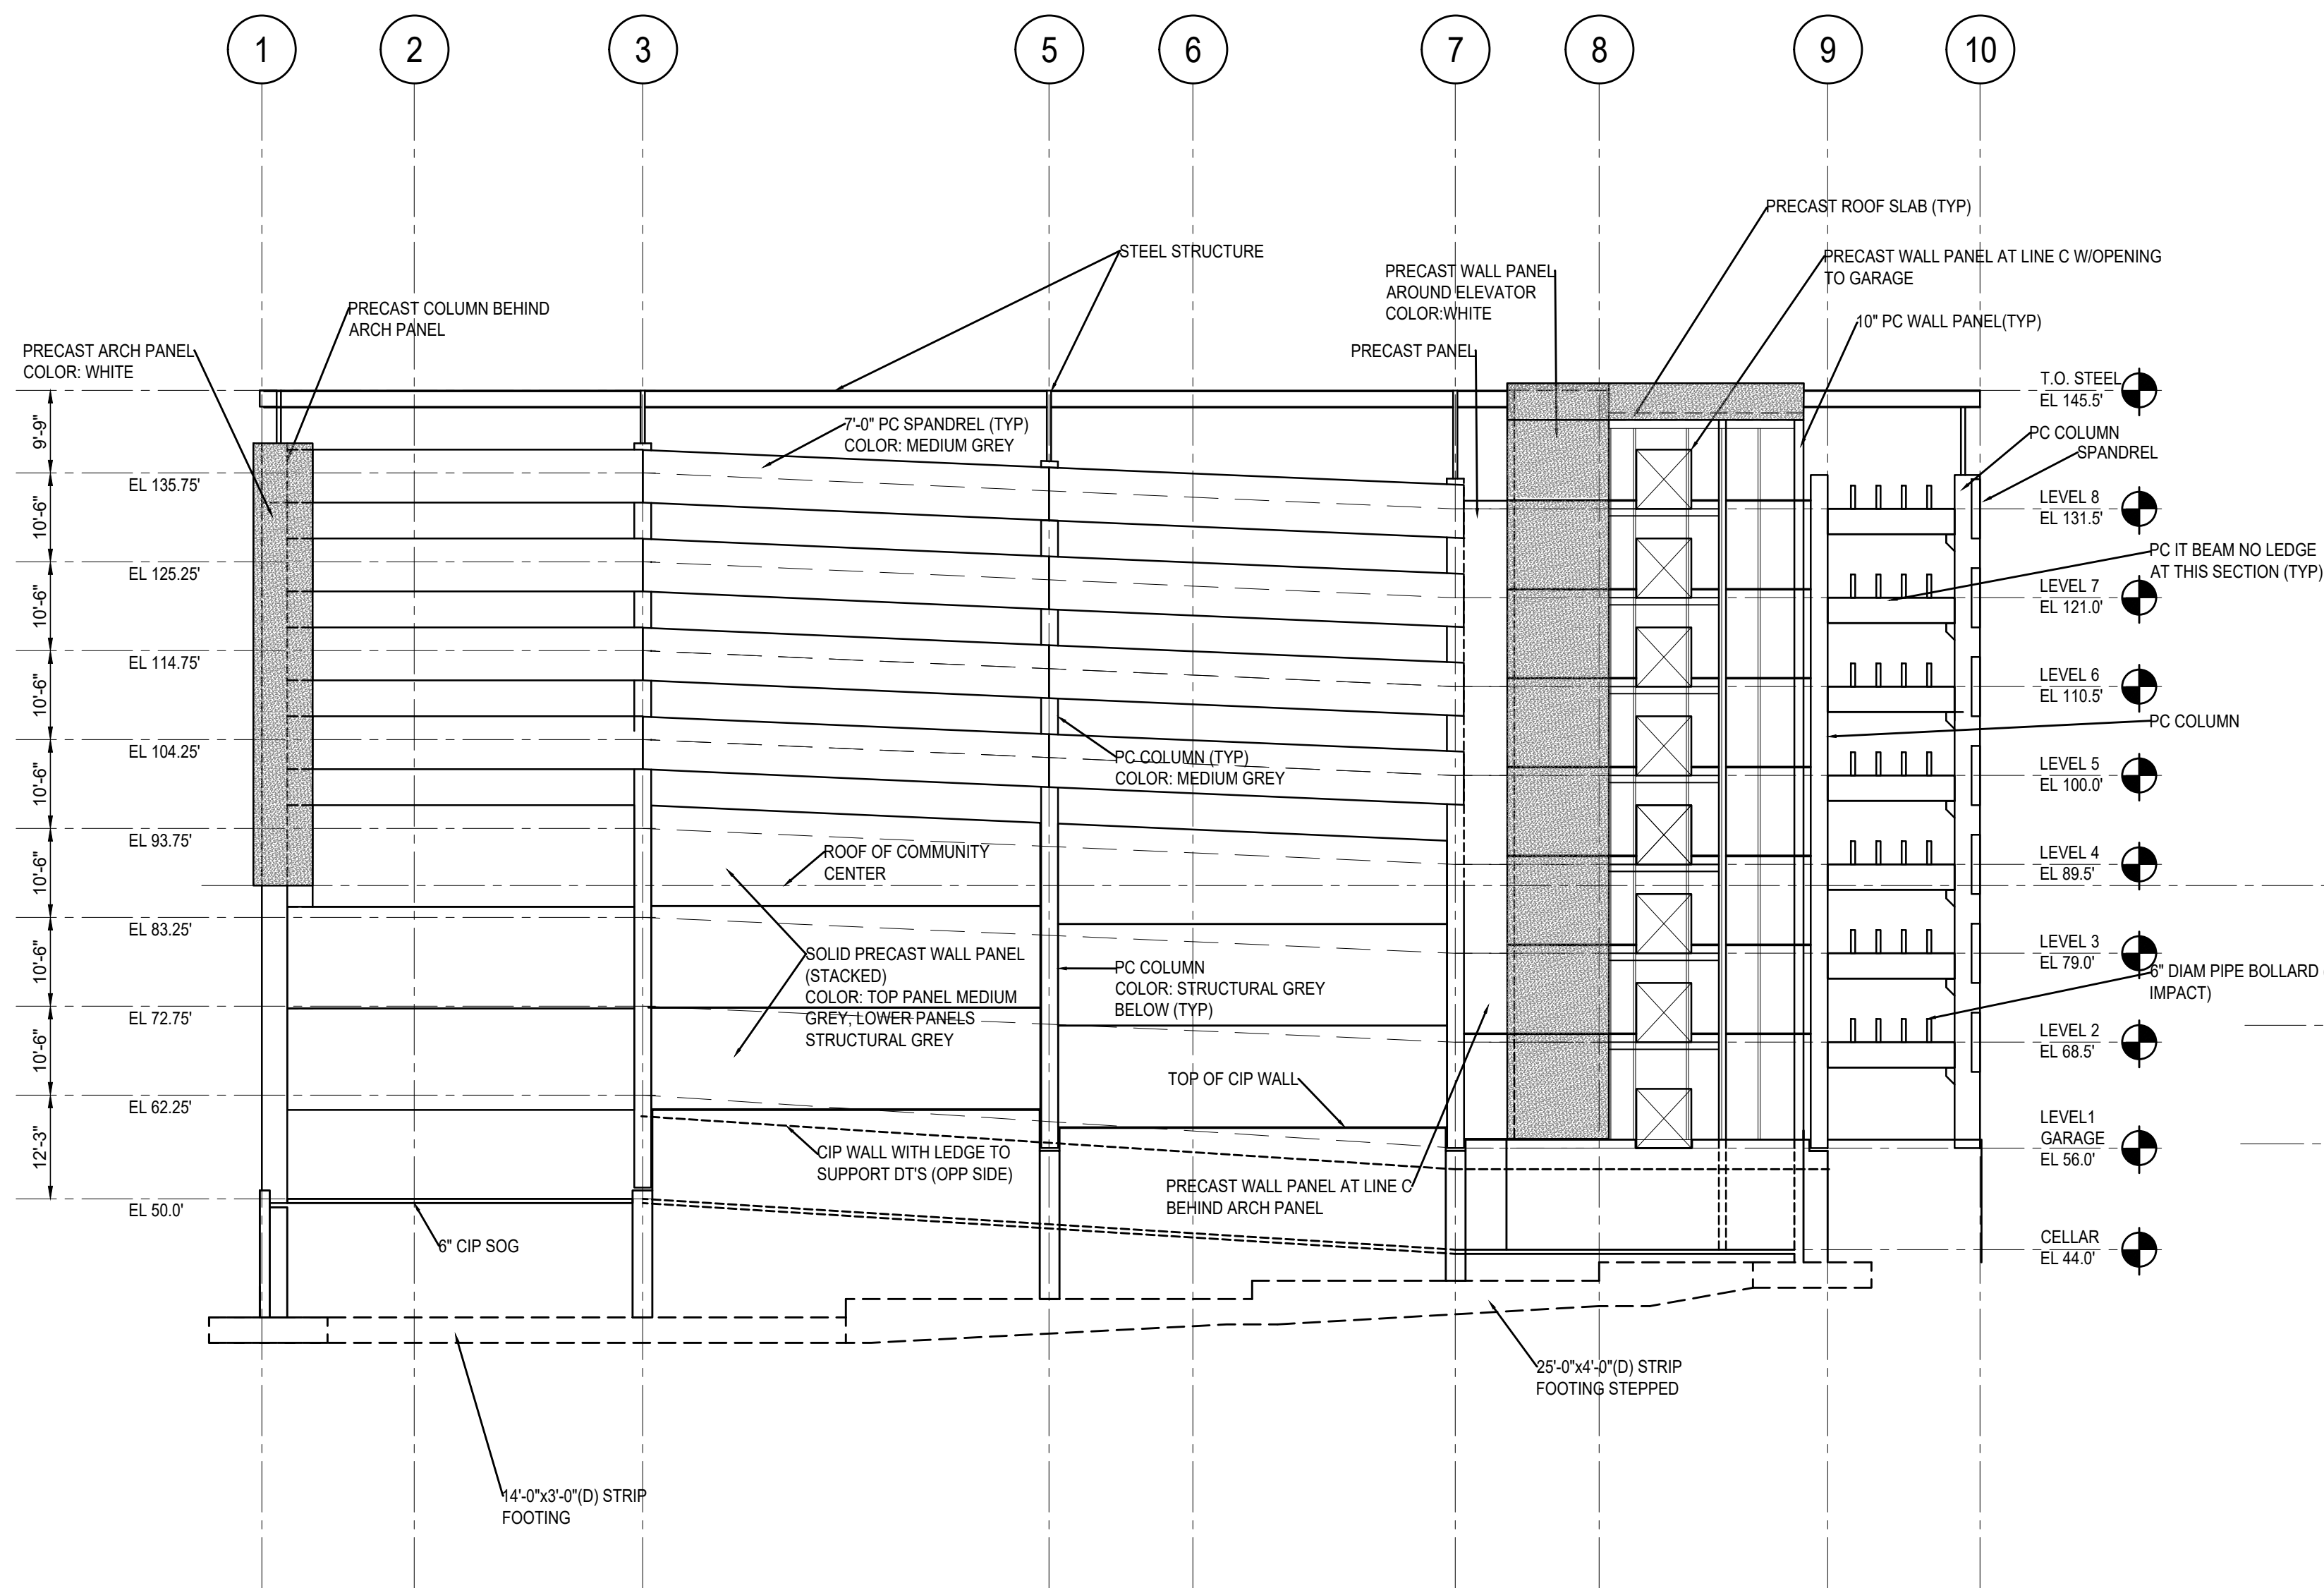 1 2 3 5 6 7 8 9 10
PRECAST ROOF SLAB (TYP)
STEEL STRUCTURE
PRECAST WALL PANEL AT LINE C W/OPENING
TO GARAGE
PRECAST WALL PANEL
AROUND ELEVATOR
COLOR:WHITE
PRECAST COLUMN BEHIND
ARCH PANEL
10" PC WALL PANEL(TYP)
PRECAST ARCH PANEL
COLOR: WHITE
PRECAST PANEL
T.O. STEEL
EL 145.5'
9'-9"
7'-0" PC SPANDREL (TYP)
COLOR: MEDIUM GREY
PC COLUMN
SPANDREL
EL 135.75'
LEVEL 8
EL 131.5'
10'-6"
PC IT BEAM NO LEDGE
AT THIS SECTION (TYP)
EL 125.25'
LEVEL 7
EL 121.0'
10'-6"
EL 114.75'
LEVEL 6
EL 110.5'
10'-6"
PC COLUMN
EL 104.25'
PC COLUMN (TYP)
COLOR: MEDIUM GREY
LEVEL 5
EL 100.0'
10'-6"
EL 93.75'
ROOF OF COMMUNITY
CENTER
LEVEL 4
EL 89.5'
10'-6"
EL 83.25'
SOLID PRECAST WALL PANEL
(STACKED)
COLOR: TOP PANEL MEDIUM
GREY, LOWER PANELS
STRUCTURAL GREY
PC COLUMN
COLOR: STRUCTURAL GREY
BELOW (TYP)
LEVEL 3
EL 79.0'
6" DIAM PIPE BOLLARD
IMPACT)
10'-6"
EL 72.75'
LEVEL 2
EL 68.5'
10'-6"
TOP OF CIP WALL
EL 62.25'
LEVEL1
GARAGE
EL 56.0'
12'-3"
CIP WALL WITH LEDGE TO
SUPPORT DT'S (OPP SIDE)
PRECAST WALL PANEL AT LINE C
BEHIND ARCH PANEL
EL 50.0'
6" CIP SOG
CELLAR
EL 44.0'
25'-0"x4'-0"(D) STRIP
FOOTING STEPPED
14'-0"x3'-0"(D) STRIP
FOOTING